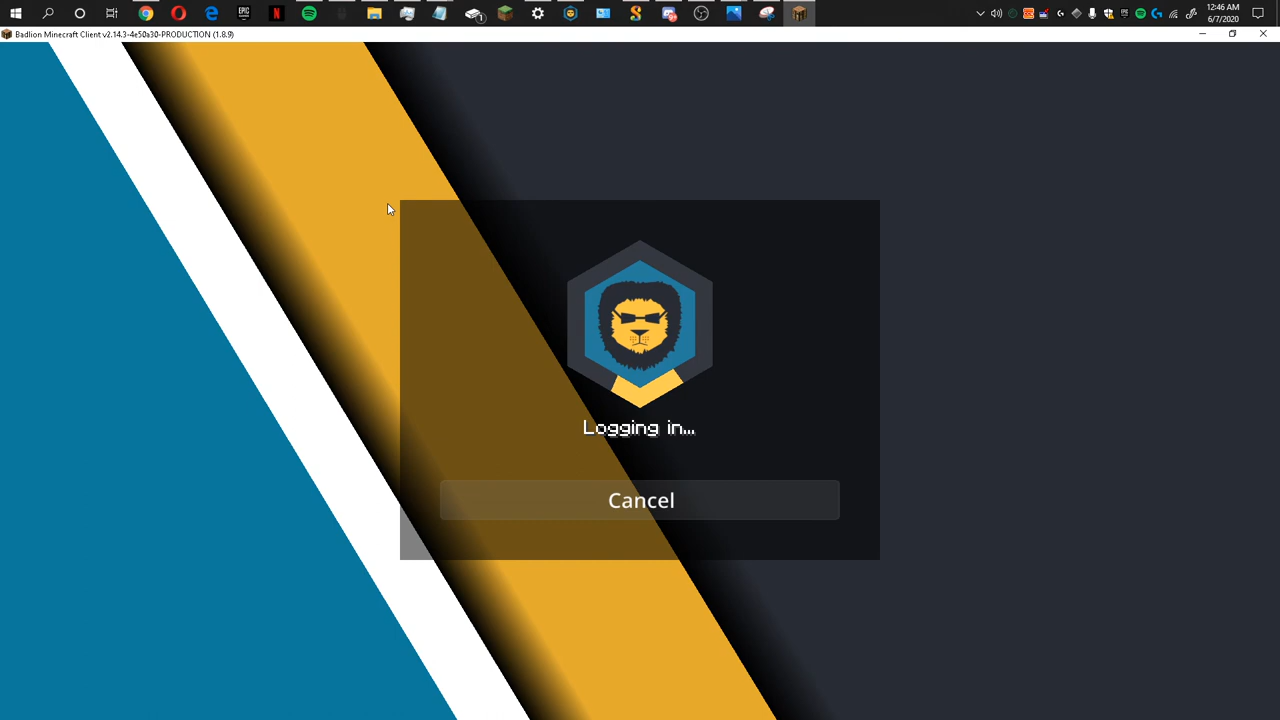 12:46 AM
6/7/2020
Badlion Minecraft Client v2.14.3-4e50a30-PRODUCTION (1.8.9)
Logging in...
Cancel